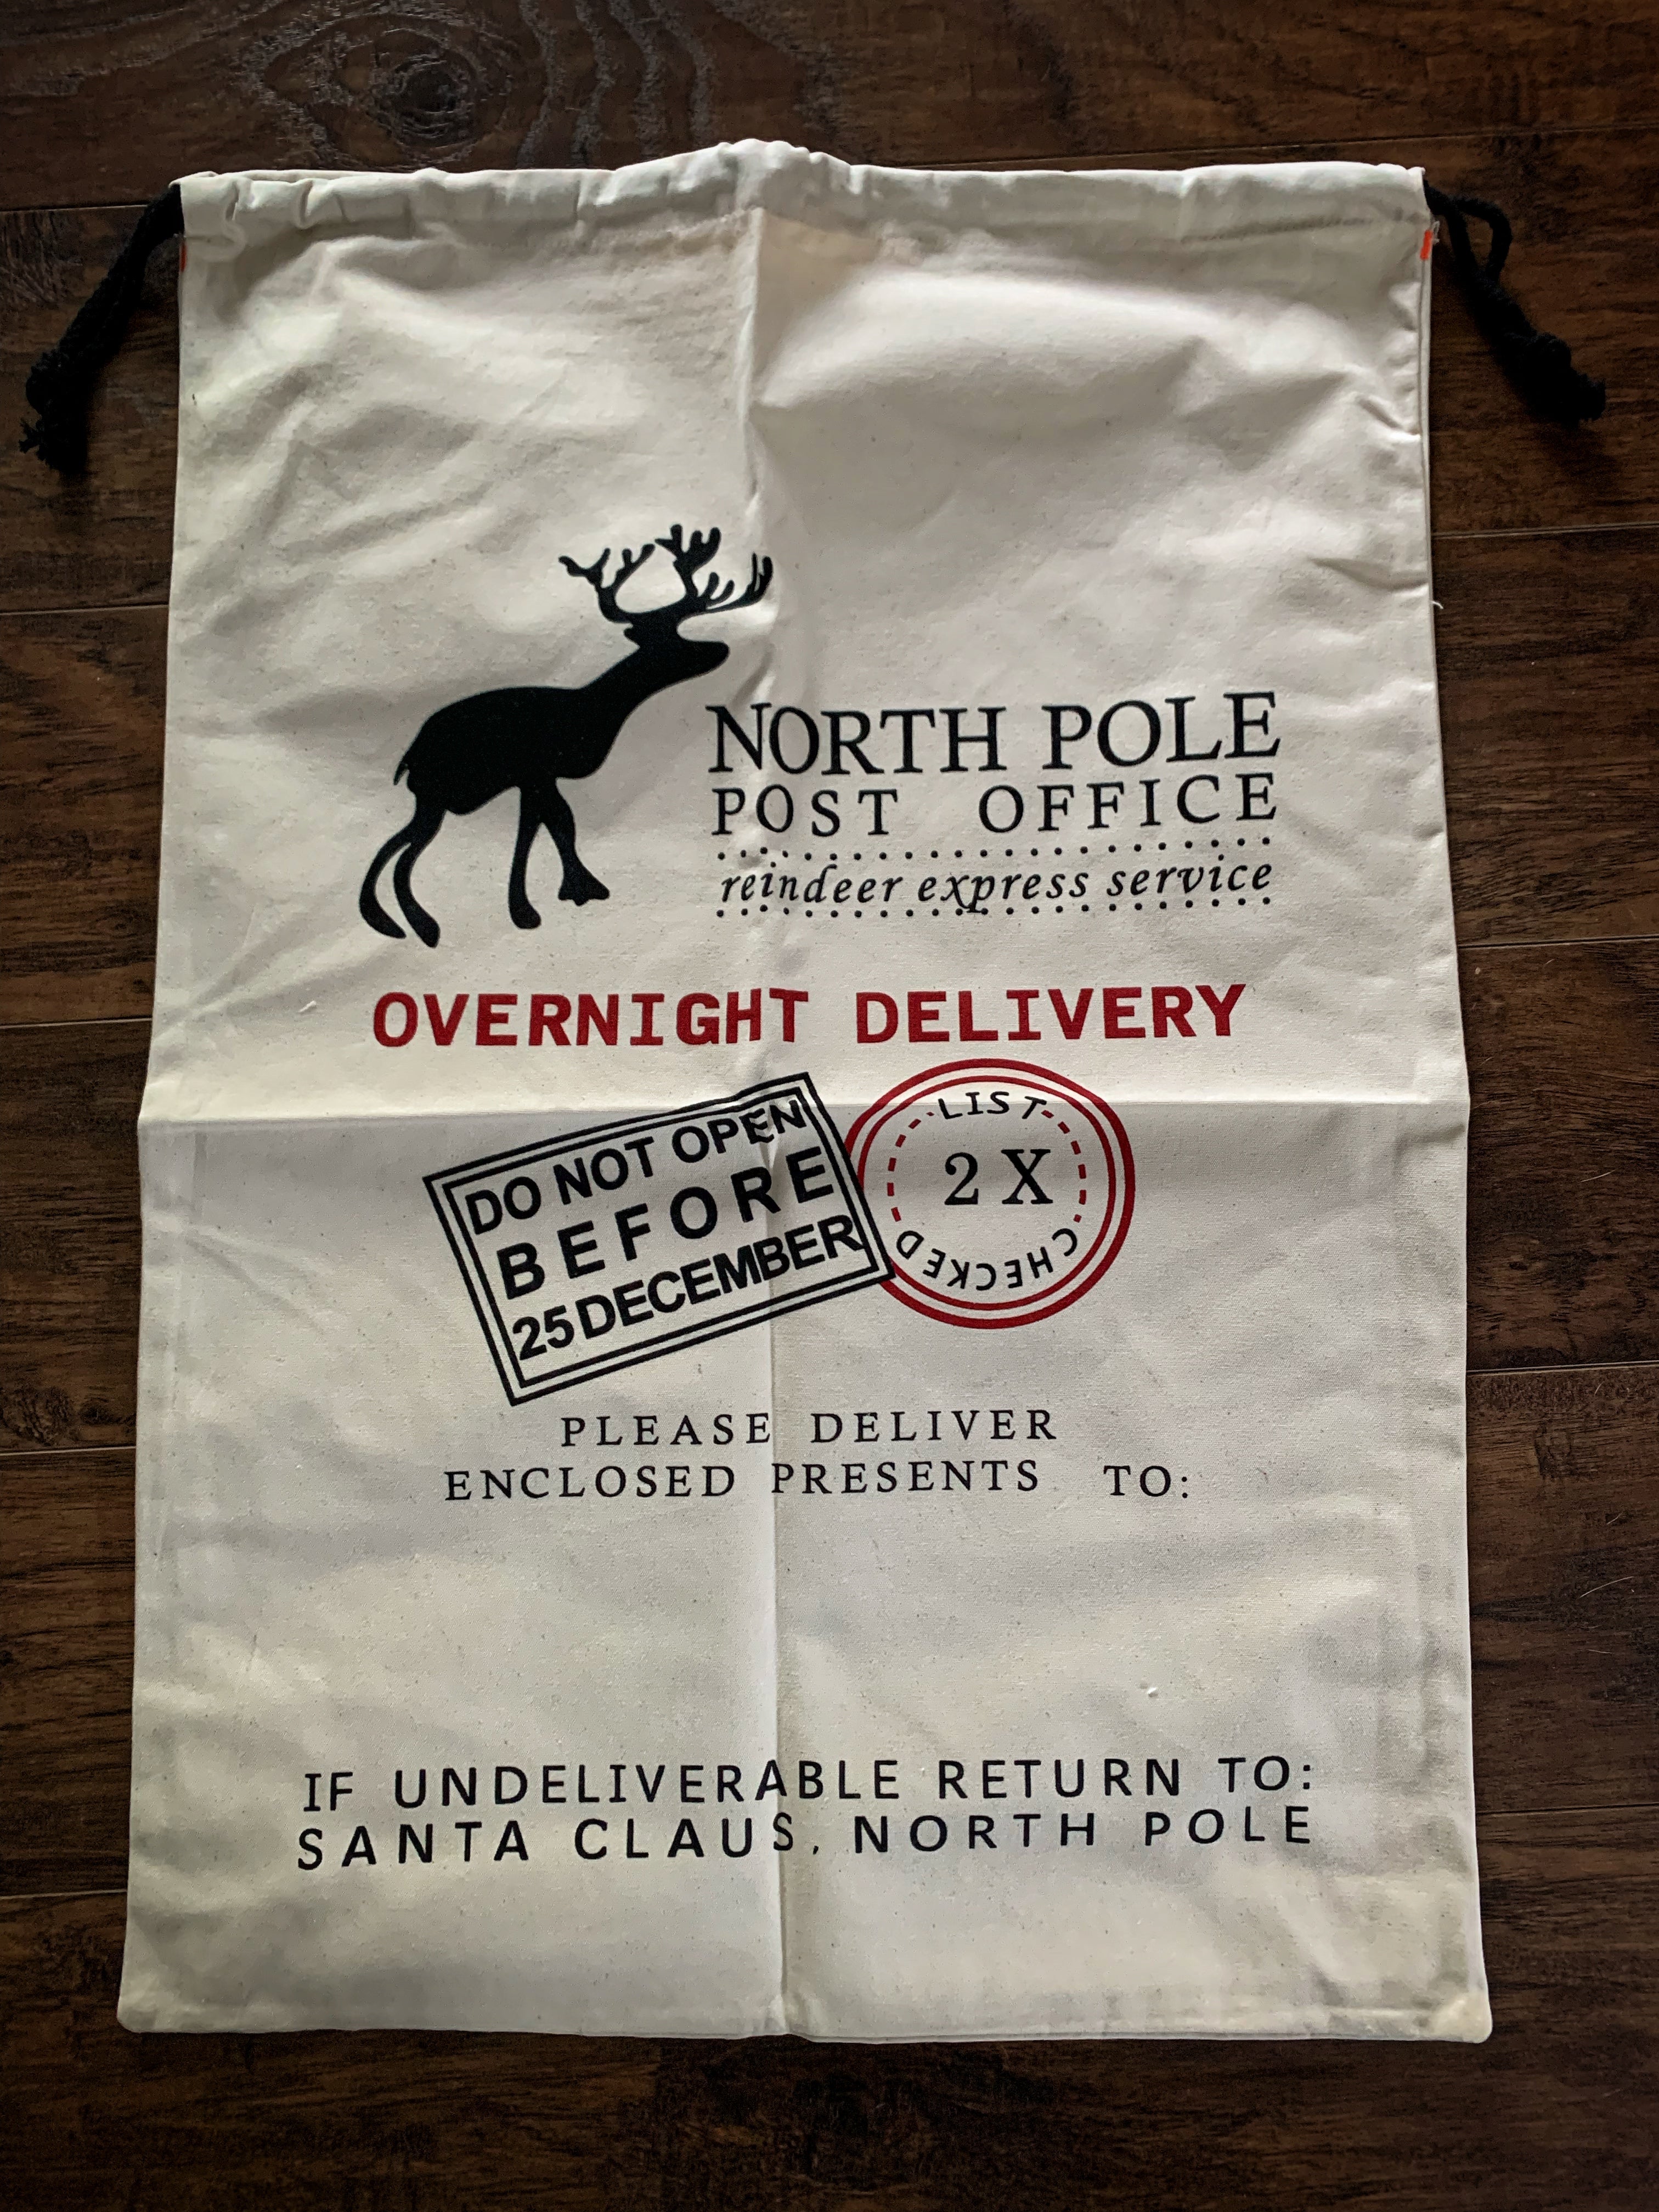 NORTH POLE
POST OFFICE
reindeer express service
OVERNIGHT DELIVERY
DO NOT OPEN
BEFORE
25 DECEMBER
LIST
2 X
CHECKED
PLEASE DELIVER
ENCLOSED PRESENTS TO:
IF UNDELIVERABLE RETURN TO:
SANTA CLAUS, NORTH POLE